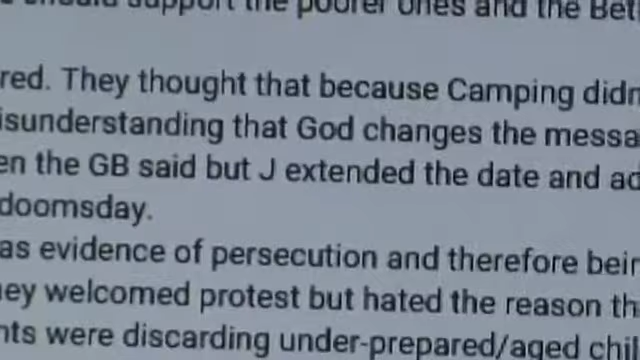 support the poorer ones and the Bet
red. They thought that because Camping didn
isunderstanding that God changes the messa
en the GB said but J extended the date and ad
doomsday.
as evidence of persecution and therefore bein
ey welcomed protest but hated the reason th
nts were discarding under-prepared/aged chil